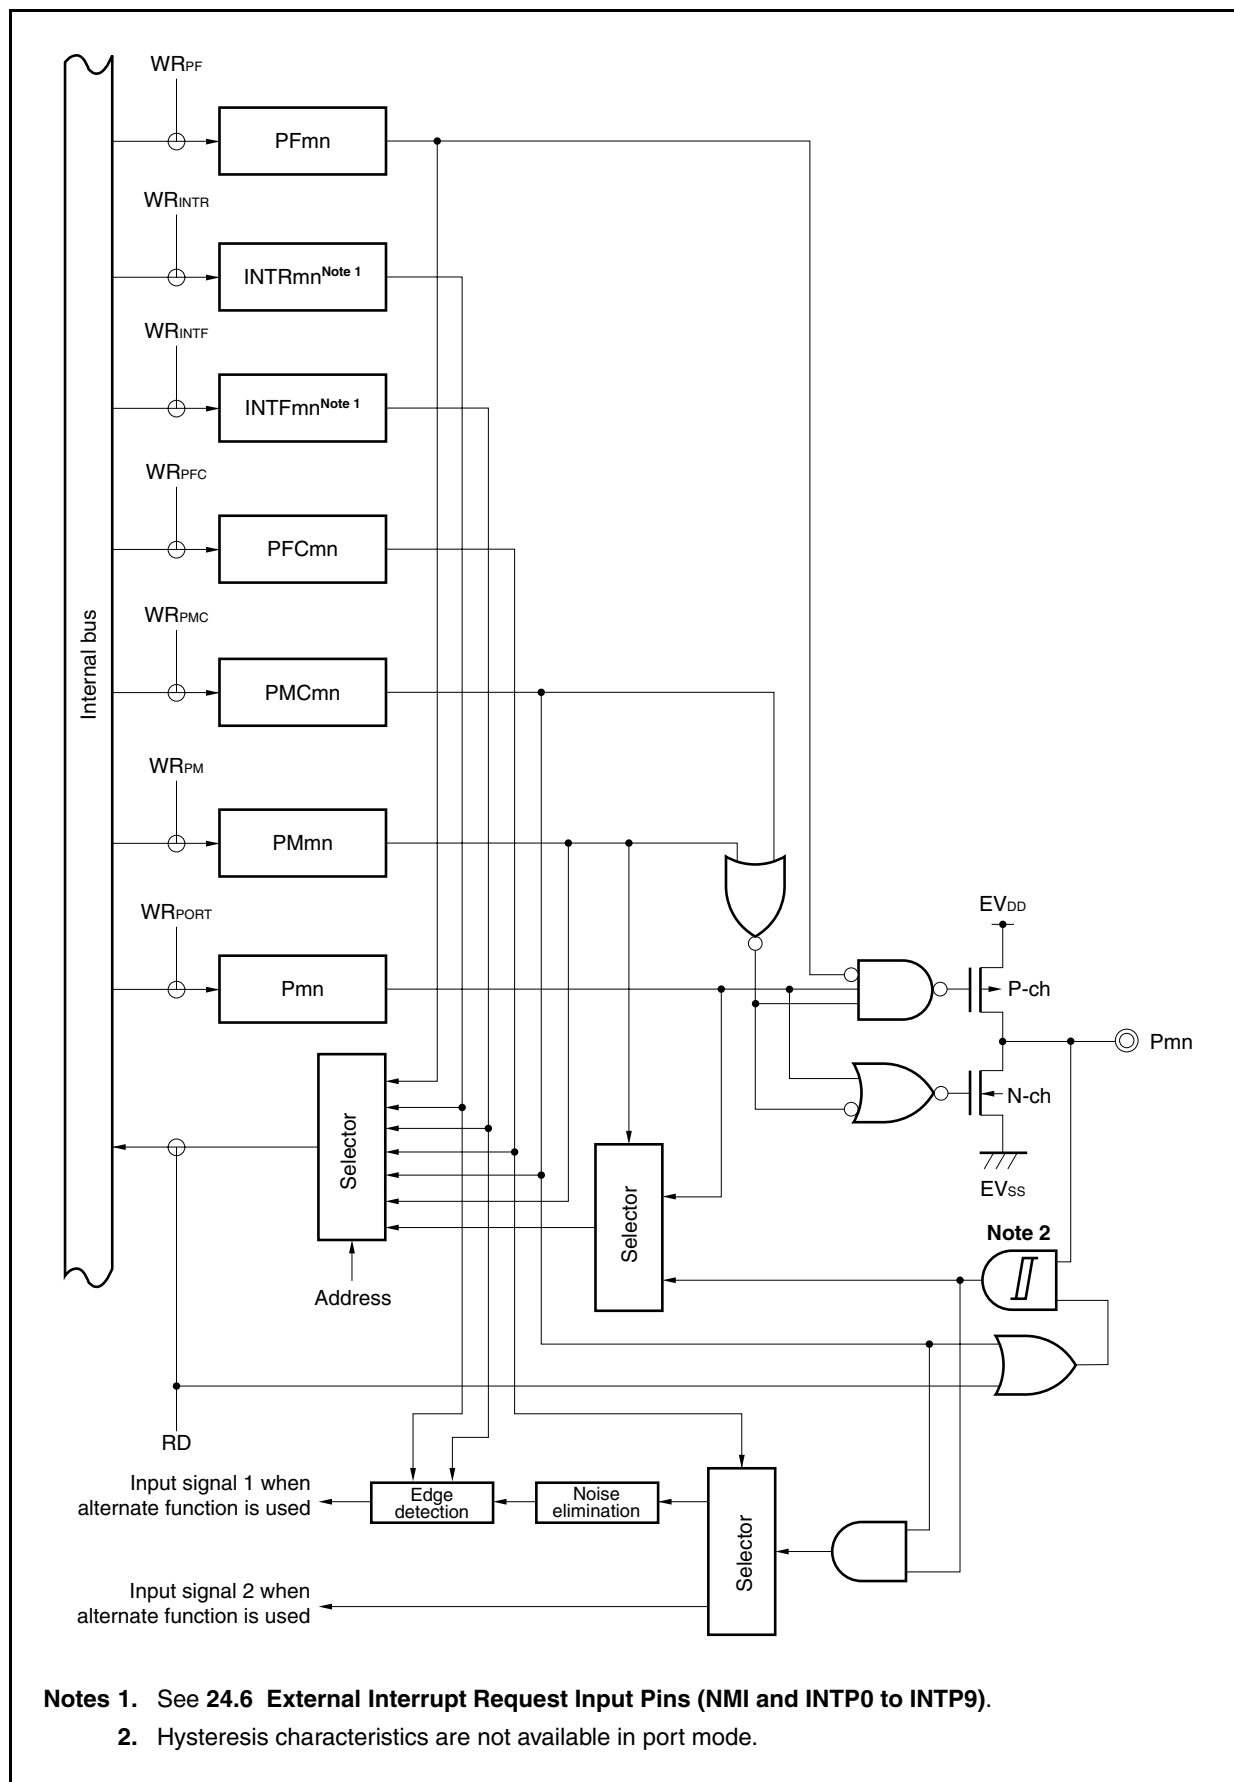 WRPF
PFmn
WRINTR
INTRmnNote 1
WRINTF
INTFmnNote 1
WRPFC
PFCmn
Internal bus
WRPMC
PMCmn
WRPM
PMmn
WRPORT
Pmn
EVDD
P-ch
Pmn
N-ch
EVSS
Selector
Address
Selector
Note 2
RD
Input signal 1 when
alternate function is used
Edge
detection
Noise
elimination
Selector
Input signal 2 when
alternate function is used
Notes 1. See 24.6 External Interrupt Request Input Pins (NMI and INTP0 to INTP9).
2. Hysteresis characteristics are not available in port mode.